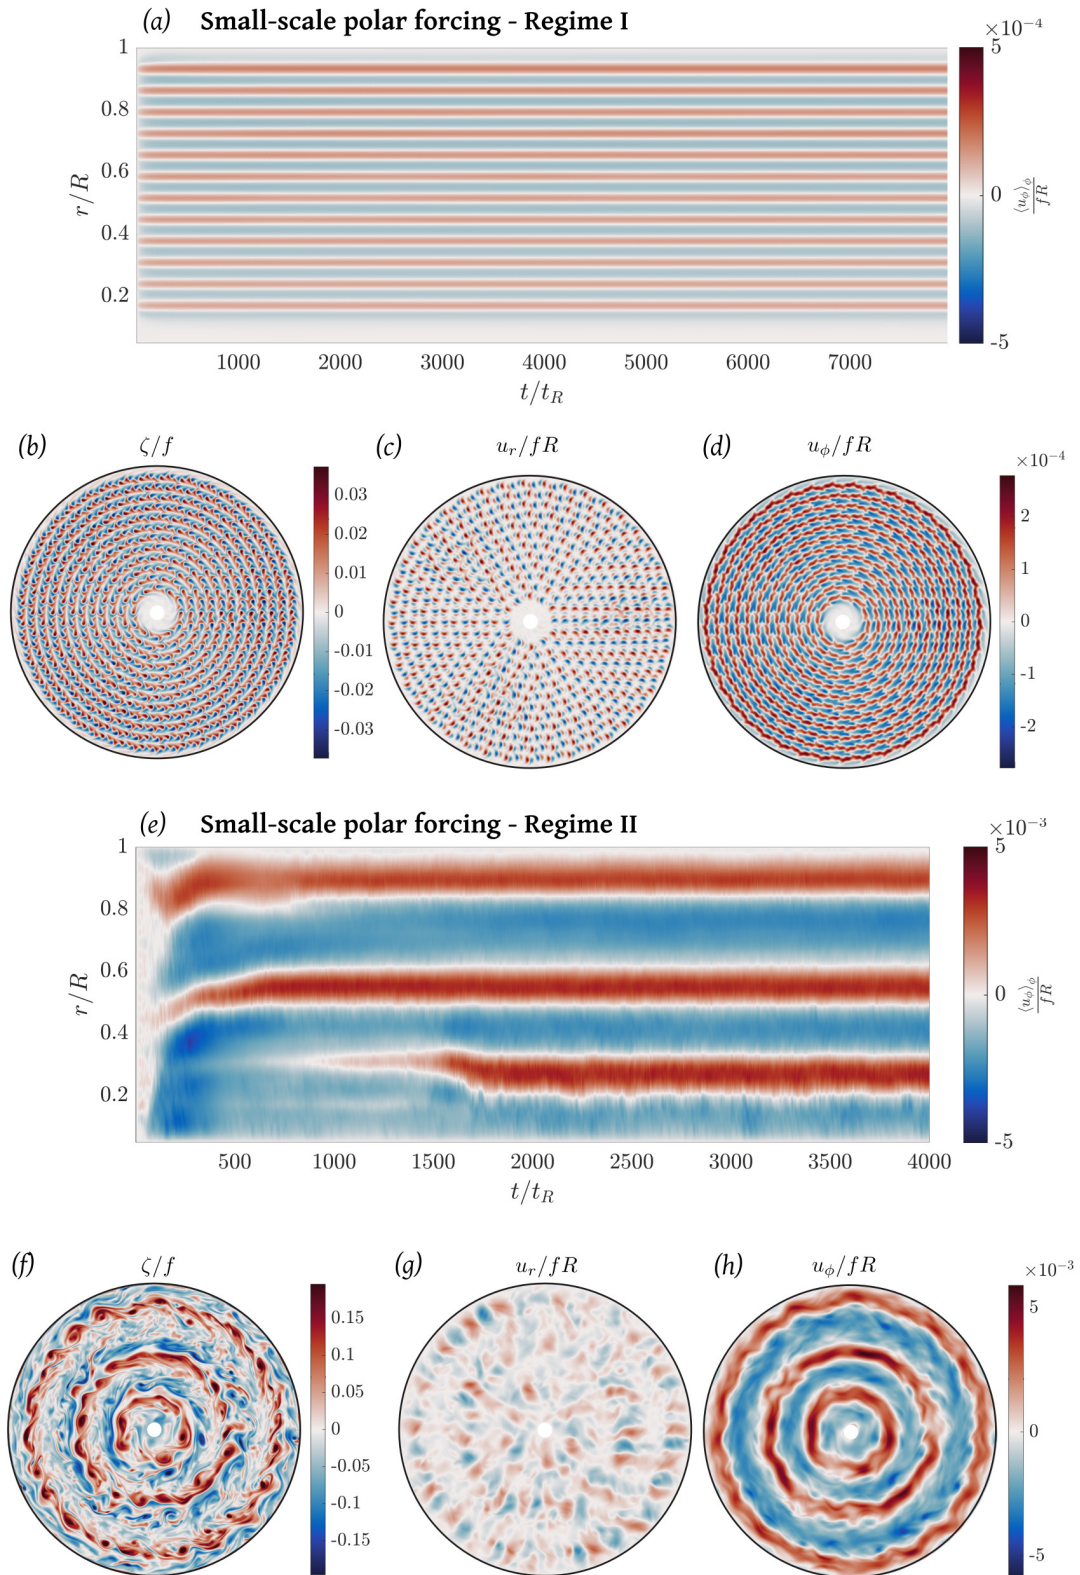 (a) Small-scale polar forcing - Regime I
×10⁻⁴
1
0.8
0.6
0.4
0.2
r/R
5
0
-5
⟨u_ϕ⟩_ϕ / fR
1000 2000 3000 4000 5000 6000 7000
t/t_R
(b) ζ/f
0.03
0.02
0.01
0
-0.01
-0.02
-0.03
(c) u_r/fR
(d) u_ϕ/fR
×10⁻⁴
2
1
0
-1
-2
(e) Small-scale polar forcing - Regime II
×10⁻³
1
0.8
0.6
0.4
0.2
r/R
5
0
-5
⟨u_ϕ⟩_ϕ / fR
500 1000 1500 2000 2500 3000 3500 4000
t/t_R
(f) ζ/f
0.15
0.1
0.05
0
-0.05
-0.1
-0.15
(g) u_r/fR
(h) u_ϕ/fR
×10⁻³
5
0
-5